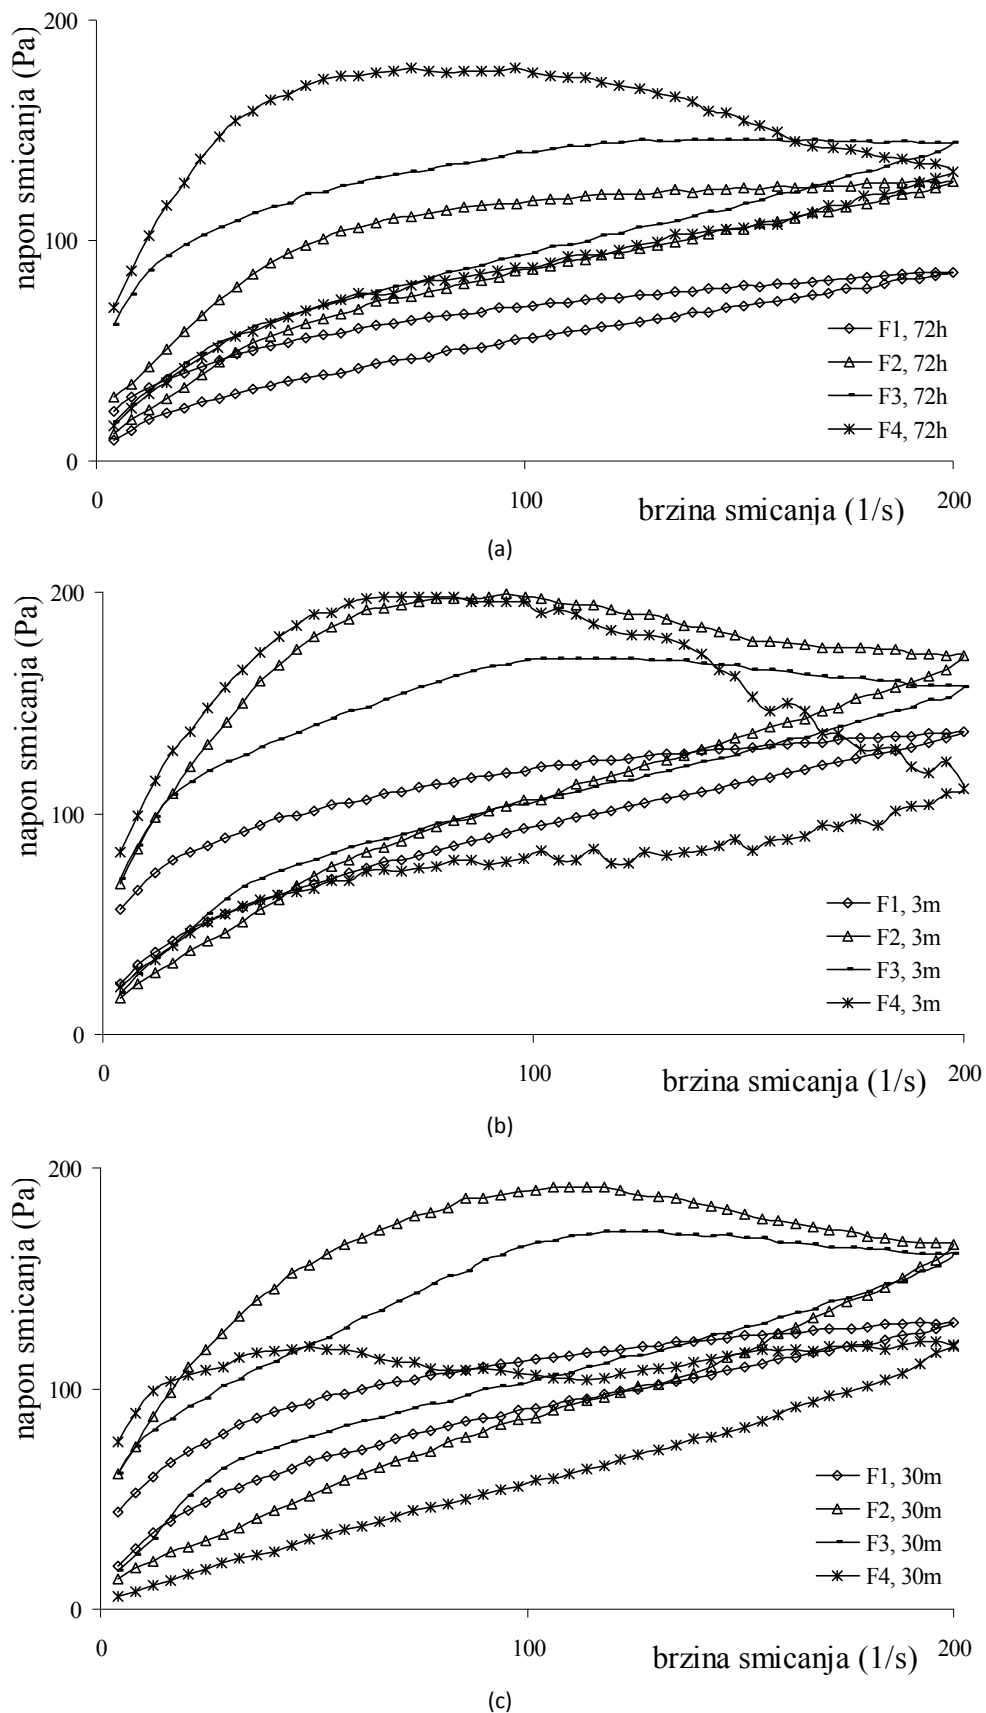 200
napon smicanja (Pa)
100
0
0
100
200
brzina smicanja (1/s)
F1, 72h
F2, 72h
F3, 72h
F4, 72h
(a)
200
napon smicanja (Pa)
100
0
0
100
200
brzina smicanja (1/s)
F1, 3m
F2, 3m
F3, 3m
F4, 3m
(b)
200
napon smicanja (Pa)
100
0
0
100
200
brzina smicanja (1/s)
F1, 30m
F2, 30m
F3, 30m
F4, 30m
(c)